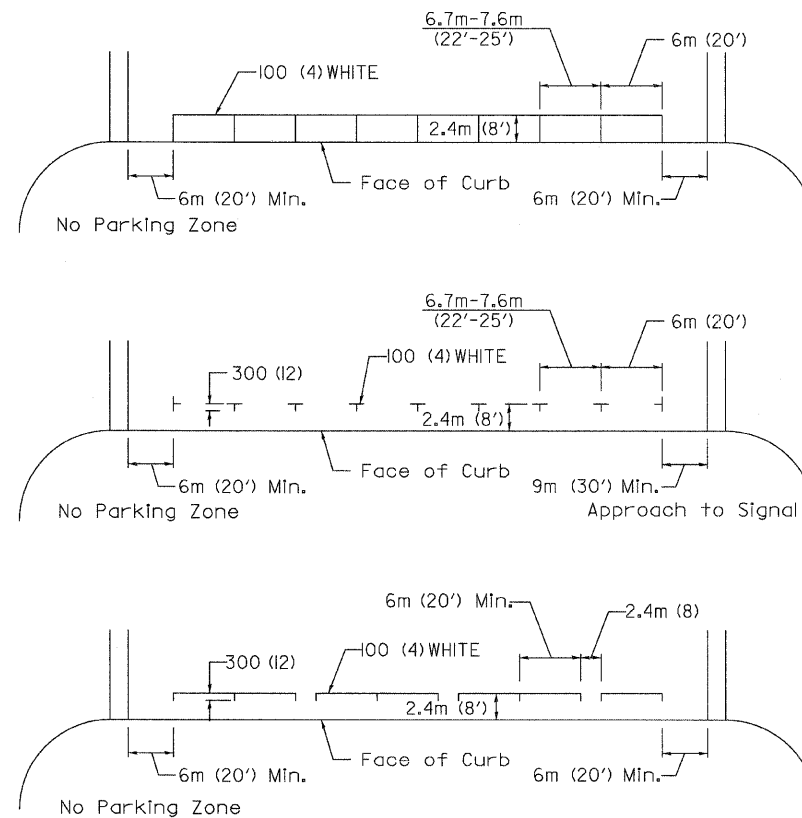 6.7m-7.6m
(22'-25')
6m (20')
100 (4) WHITE
2.4m (8')
Face of Curb
6m (20') Min.
6m (20') Min.
No Parking Zone
6.7m-7.6m
(22'-25')
6m (20')
100 (4) WHITE
300 (12)
2.4m (8')
Face of Curb
6m (20') Min.
9m (30') Min.
No Parking Zone
Approach to Signal
6m (20') Min.
2.4m (8)
300 (12)
100 (4) WHITE
2.4m (8')
Face of Curb
6m (20') Min.
6m (20') Min.
No Parking Zone